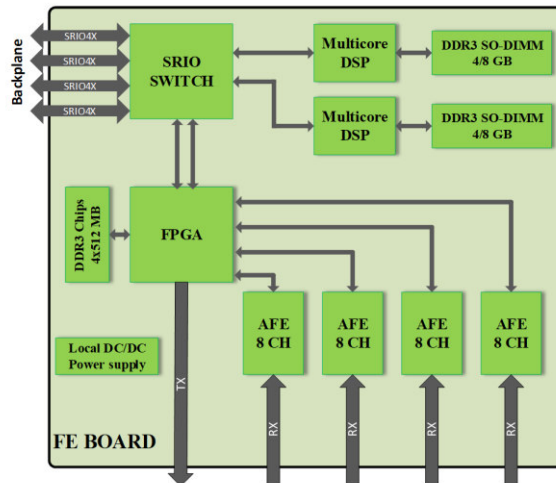 Backplane
SRIO4X
SRIO4X
SRIO4X
SRIO4X
SRIO
SWITCH
Multicore
DSP
DDR3 SO-DIMM
4/8 GB
Multicore
DSP
DDR3 SO-DIMM
4/8 GB
DDR3 Chips
4x512 MB
FPGA
AFE
8 CH
AFE
8 CH
AFE
8 CH
AFE
8 CH
Local DC/DC
Power supply
TX
RX
RX
RX
RX
FE BOARD